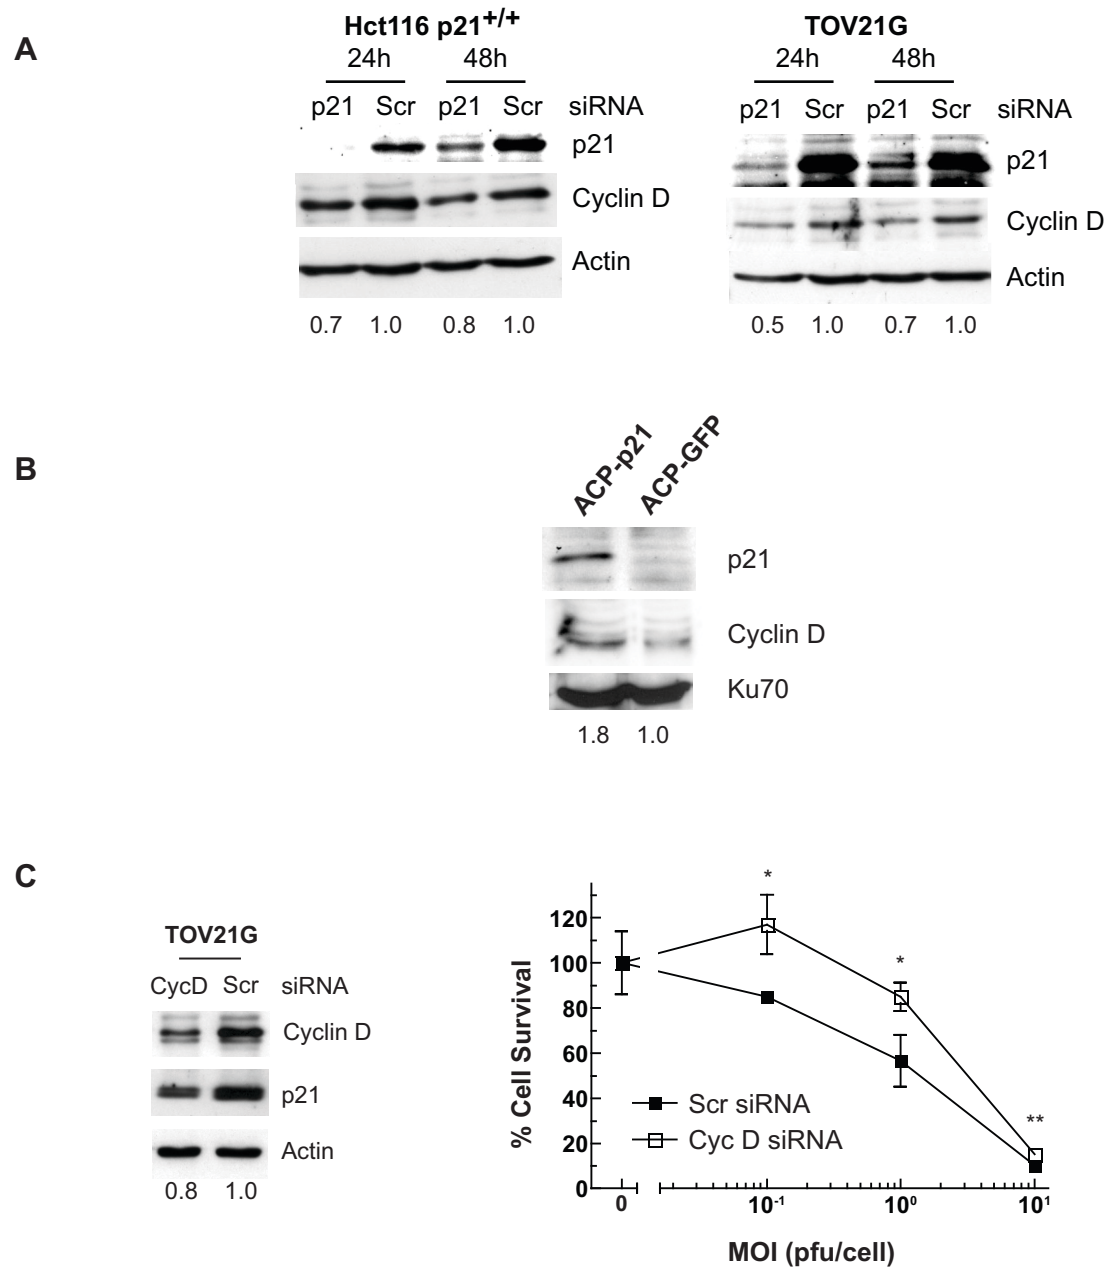 A
Hct116 p21+/+
24h 48h
p21 Scr p21 Scr siRNA
p21
Cyclin D
Actin
0.7 1.0 0.8 1.0
TOV21G
24h 48h
p21 Scr p21 Scr siRNA
p21
Cyclin D
Actin
0.5 1.0 0.7 1.0
B
ACP-p21 ACP-GFP
p21
Cyclin D
Ku70
1.8 1.0
C
TOV21G
CycD Scr siRNA
Cyclin D
p21
Actin
0.8 1.0
% Cell Survival
120
100
80
60
40
20
0
*
*
**
Scr siRNA
Cyc D siRNA
0 10-1 100 101
MOI (pfu/cell)